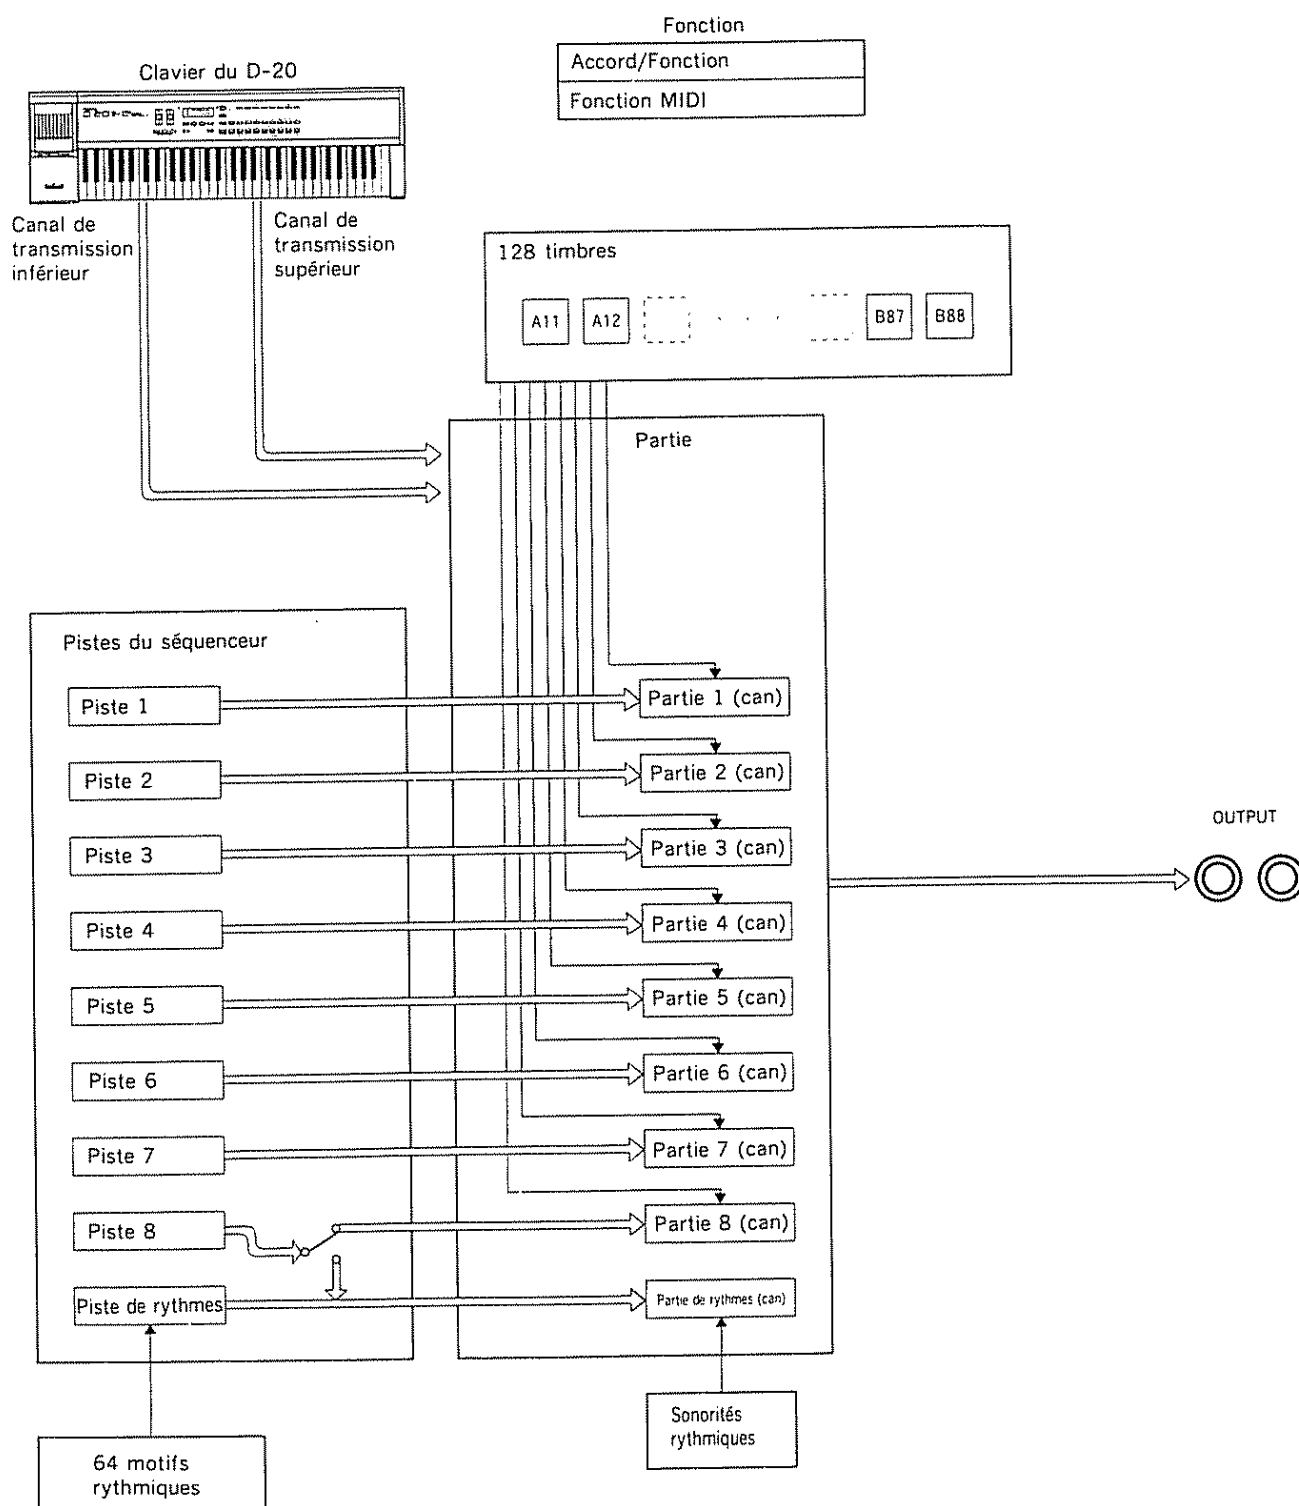 Fonction
Accord/Fonction
Fonction MIDI
Clavier du D-20
Canal de
transmission
inférieur
Canal de
transmission
supérieur
128 timbres
A11 A12 B87 B88
Partie
Pistes du séquenceur
Piste 1
Partie 1 (can)
Piste 2
Partie 2 (can)
Piste 3
Partie 3 (can)
OUTPUT
Piste 4
Partie 4 (can)
Piste 5
Partie 5 (can)
Piste 6
Partie 6 (can)
Piste 7
Partie 7 (can)
Piste 8
Partie 8 (can)
Piste de rythmes
Partie de rythmes (can)
Sonorités
rythmiques
64 motifs
rythmiques